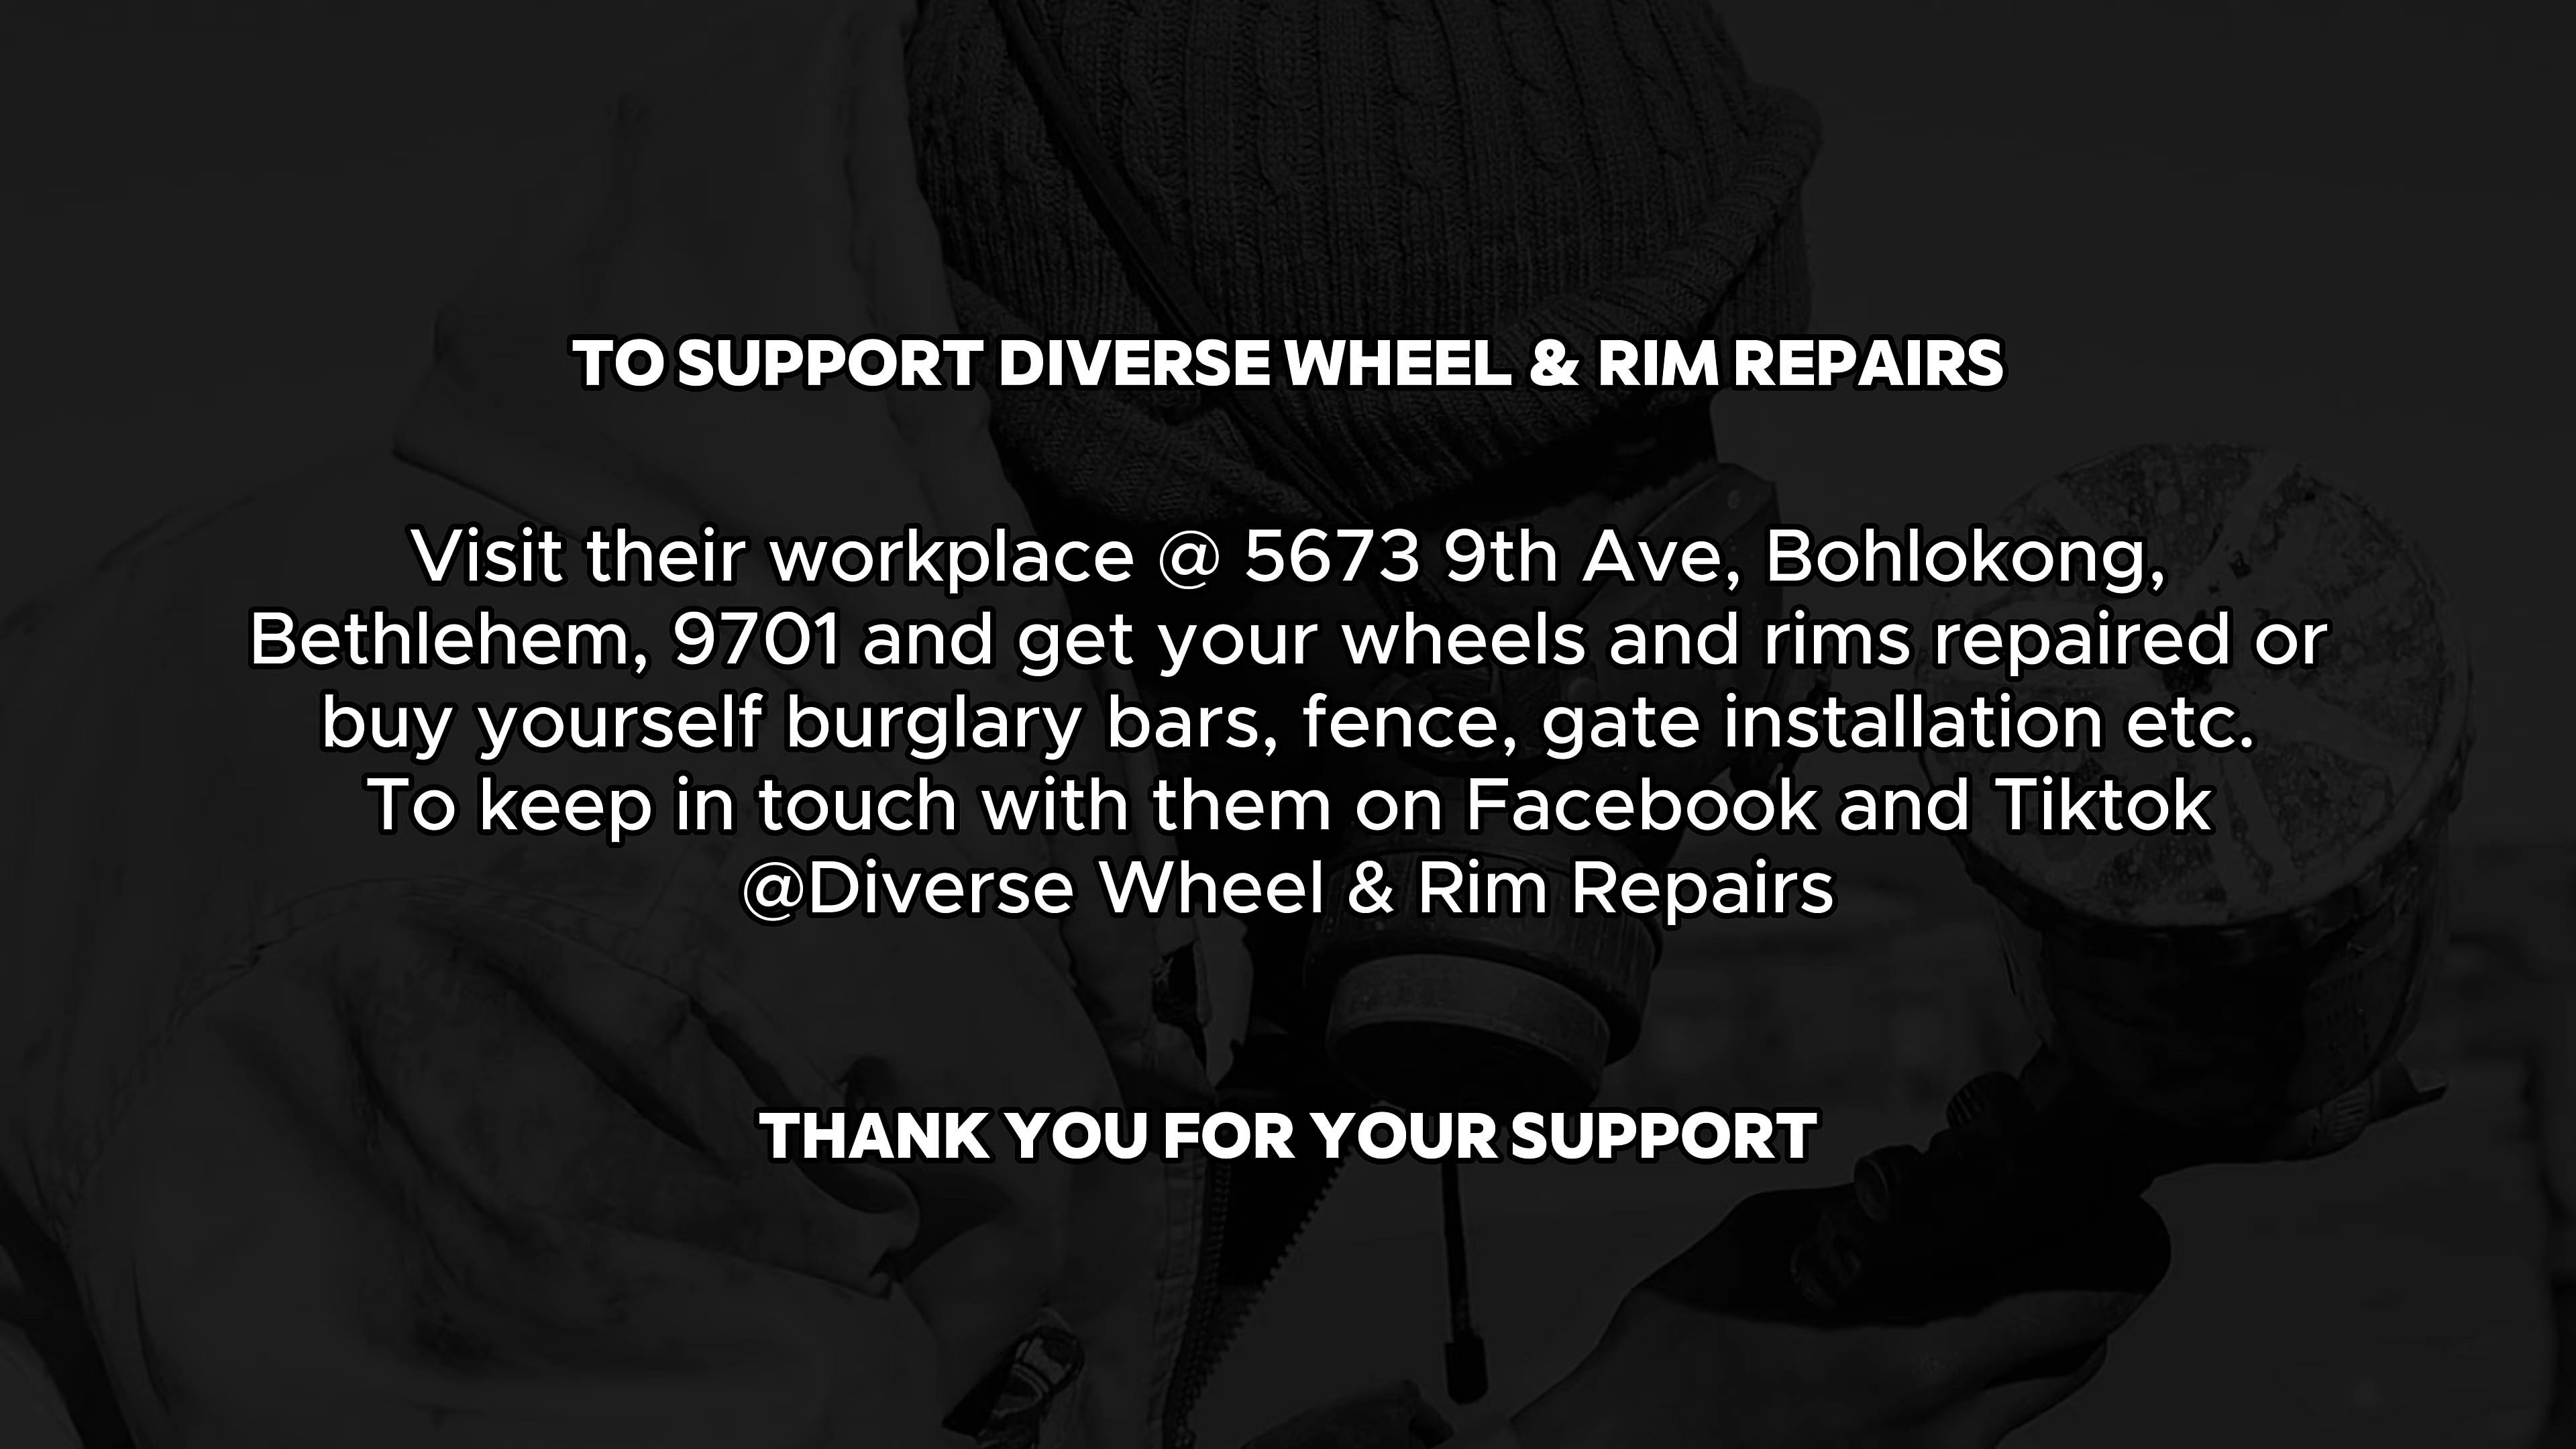 TO SUPPORT DIVERSE WHEEL & RIM REPAIRS
Visit their workplace @ 5673 9th Ave, Bohlokong,
Bethlehem, 9701 and get your wheels and rims repaired or
buy yourself burglary bars, fence, gate installation etc.
To keep in touch with them on Facebook and Tiktok
@Diverse Wheel & Rim Repairs
THANK YOU FOR YOUR SUPPORT